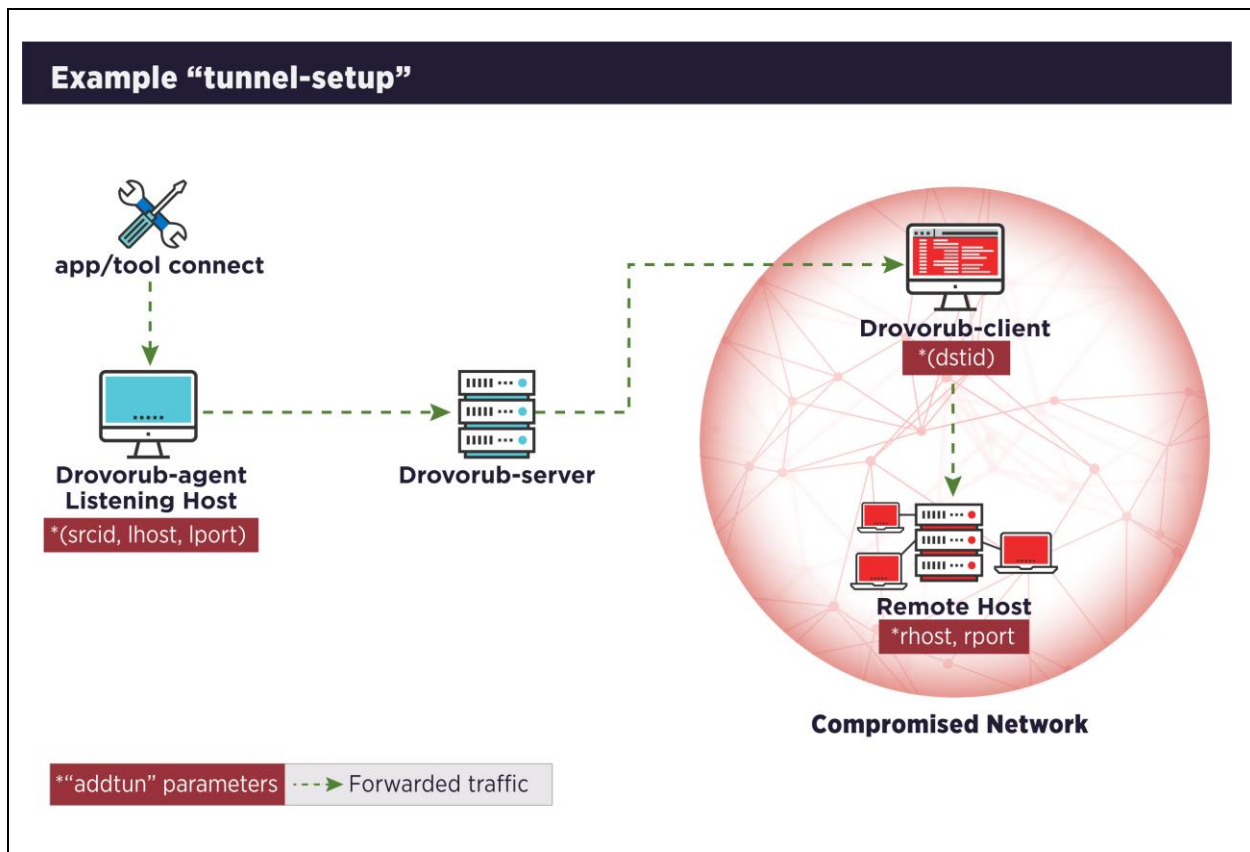 Example “tunnel-setup”
app/tool connect
Drovorub-agent
Listening Host
*(srcid, lhost, lport)
Drovorub-server
Drovorub-client
*(dstid)
Remote Host
*rhost, rport
Compromised Network
*“addtun” parameters
Forwarded traffic